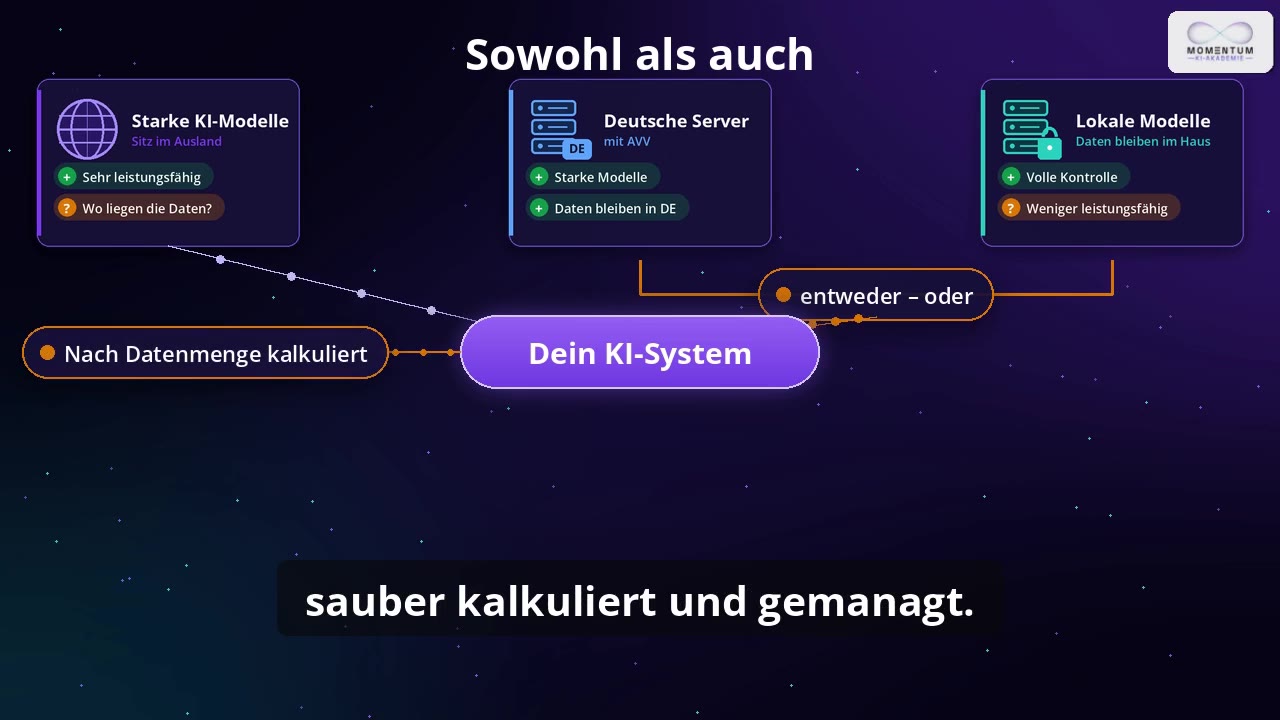 Sowohl als auch
MOMENTUM
KI-AKADEMIE
Starke KI-Modelle
Sitz im Ausland
+ Sehr leistungsfähig
? Wo liegen die Daten?
DE
Deutsche Server
mit AVV
+ Starke Modelle
+ Daten bleiben in DE
Lokale Modelle
Daten bleiben im Haus
+ Volle Kontrolle
? Weniger leistungsfähig
entweder – oder
Nach Datenmenge kalkuliert
Dein KI-System
sauber kalkuliert und gemanagt.